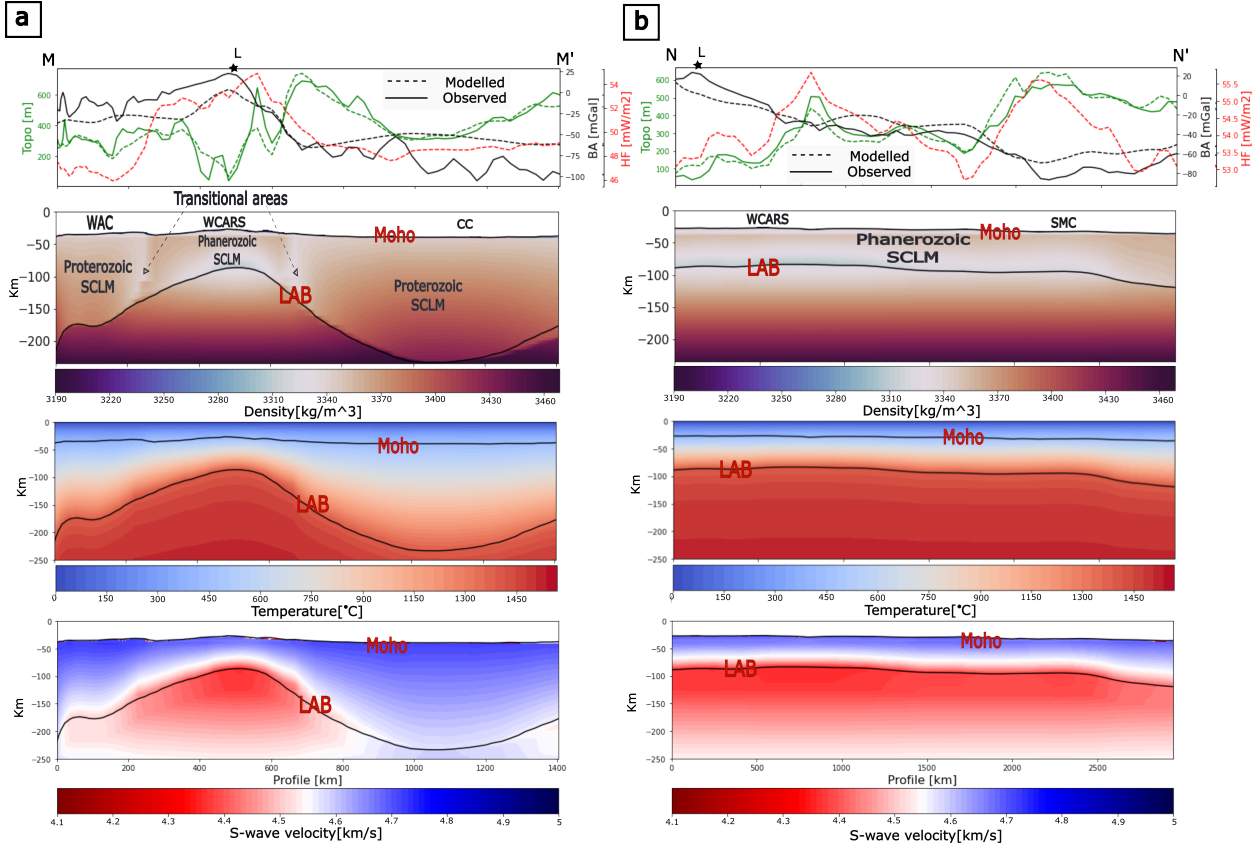 a
M
L
M'
Modelled
Observed
Topo [m]
600
400
200
25
0
−25
−50
−75
−100
BA [mGal]
54
52
50
48
46
HF [mW/m2]
Transitional areas
WAC
WCARS
Moho
CC
Phanerozoic
SCLM
Proterozoic
SCLM
LAB
Proterozoic
SCLM
Km
0
−50
−100
−150
−200
3190
3220
3250
3280
3310
3340
3370
3400
3430
3460
Density[kg/m^3]
Km
0
−50
−100
−150
−200
−250
Moho
LAB
0
150
300
450
600
750
900
1050
1200
1350
1450
Temperature[°C]
Km
0
−50
−100
−150
−200
−250
Moho
LAB
0
200
400
600
800
1000
1200
1400
Profile [km]
4.1
4.2
4.3
4.4
4.5
4.6
4.7
4.8
4.9
5
S-wave velocity[km/s]
b
N
L
N'
Modelled
Observed
Topo [m]
600
500
400
300
200
100
20
0
−20
−40
−60
−80
BA [mGal]
55.5
55.0
54.5
54.0
53.5
53.0
HF [mW/m2]
WCARS
Moho
SMC
Phanerozoic
SCLM
LAB
Km
0
−50
−100
−150
−200
3190
3220
3250
3280
3310
3340
3370
3400
3430
3460
Density[kg/m^3]
Km
0
−50
−100
−150
−200
−250
Moho
LAB
0
150
300
450
600
750
900
1050
1200
1350
1450
Temperature[°C]
Km
0
−50
−100
−150
−200
−250
Moho
LAB
0
500
1000
1500
2000
2500
Profile [km]
4.1
4.2
4.3
4.4
4.5
4.6
4.7
4.8
4.9
5
S-wave velocity[km/s]